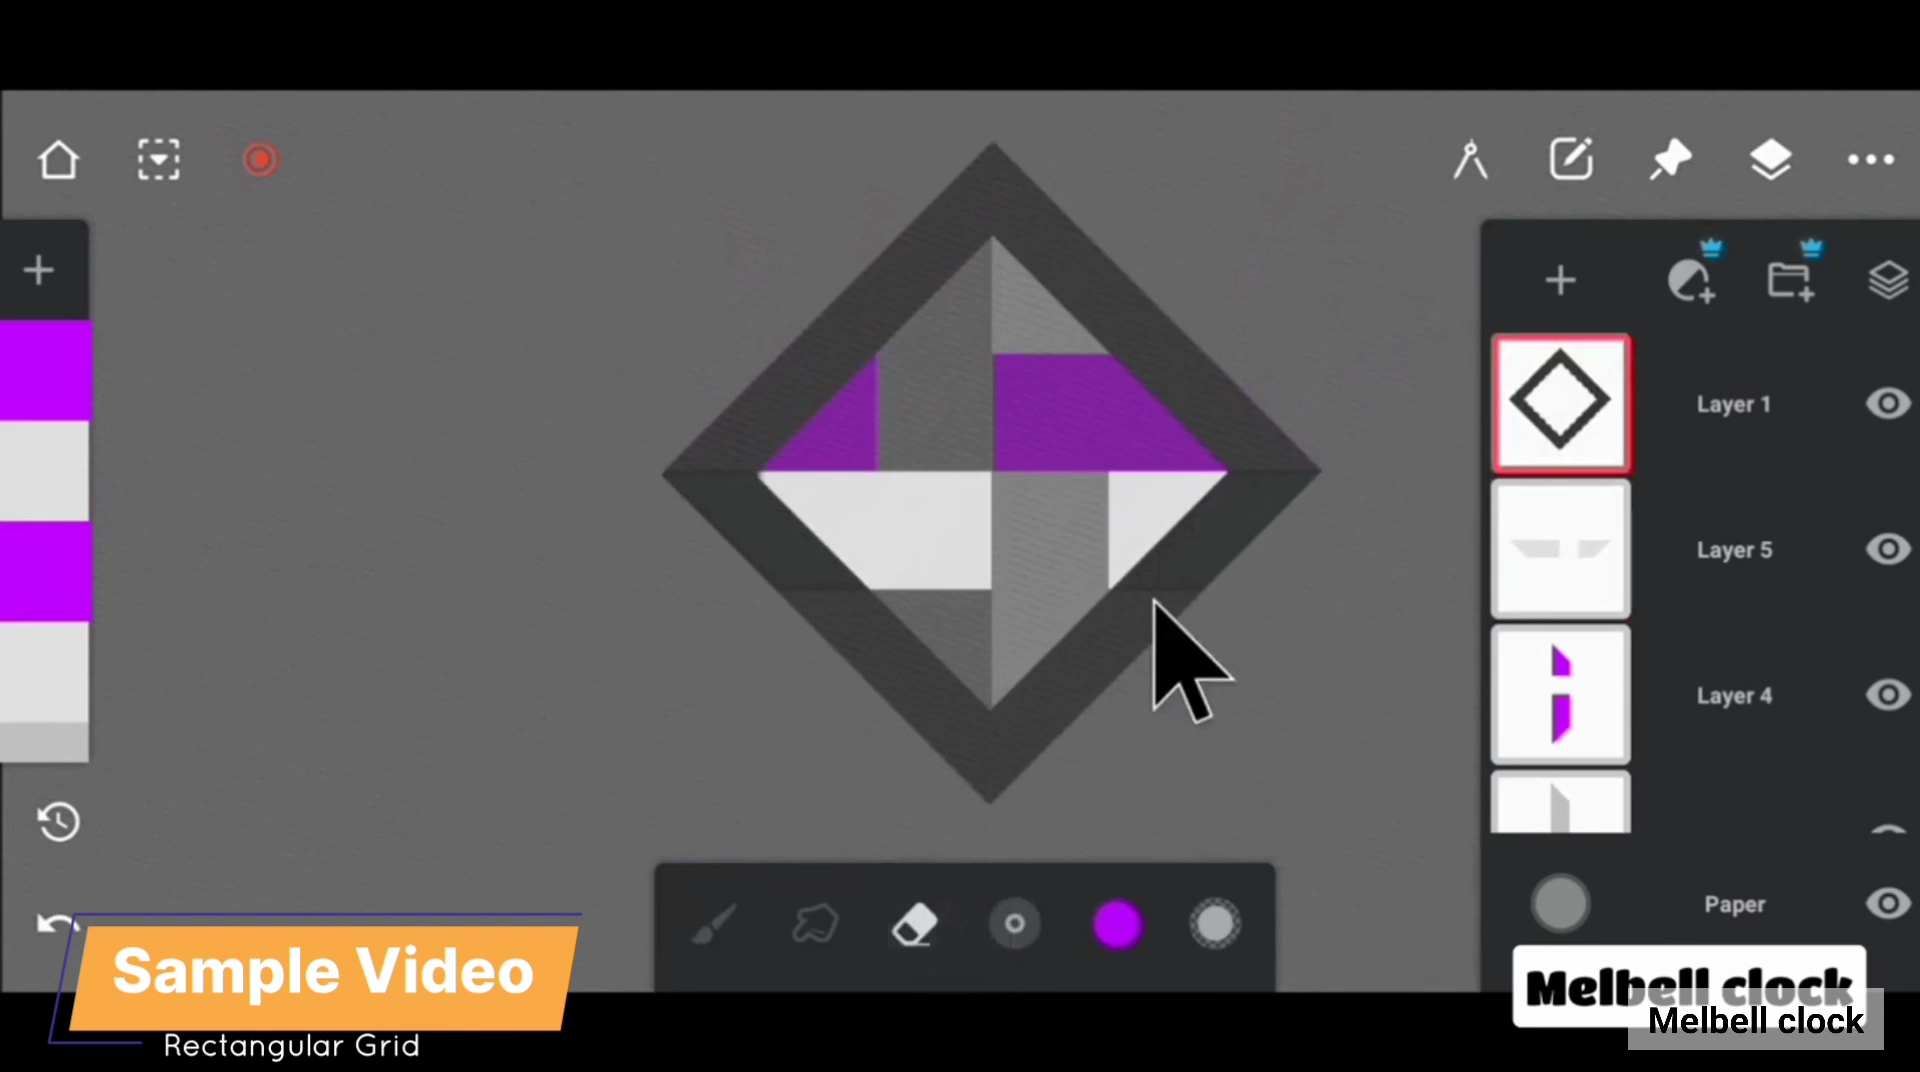 Layer 1
Layer 5
Layer 4
Paper
Sample Video
Rectangular Grid
Melbell clock
Melbell clock